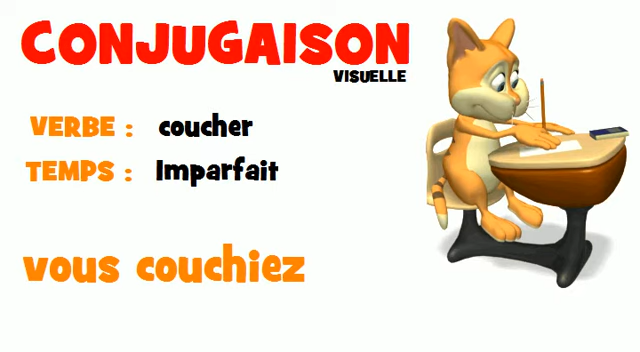 CONJUGAISON
VISUELLE
VERBE : coucher
TEMPS : Imparfait
vous couchiez